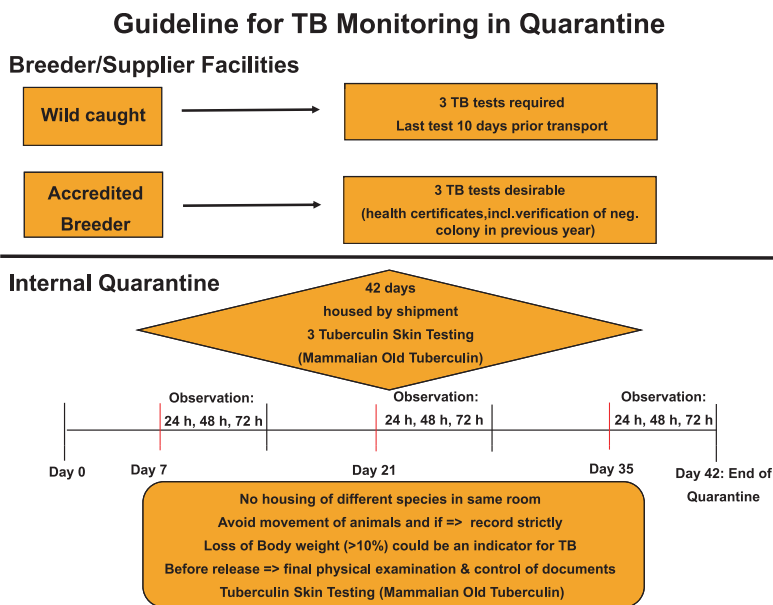 Guideline for TB Monitoring in Quarantine
Breeder/Supplier Facilities
Wild caught
3 TB tests required
Last test 10 days prior transport
Accredited
Breeder
3 TB tests desirable
(health certificates,incl.verification of neg.
colony in previous year)
Internal Quarantine
42 days
housed by shipment
3 Tuberculin Skin Testing
(Mammalian Old Tuberculin)
Observation:
24 h, 48 h, 72 h
Observation:
24 h, 48 h, 72 h
Observation:
24 h, 48 h, 72 h
Day 0
Day 7
Day 21
Day 35
Day 42: End of
Quarantine
No housing of different species in same room
Avoid movement of animals and if => record strictly
Loss of Body weight (>10%) could be an indicator for TB
Before release => final physical examination & control of documents
Tuberculin Skin Testing (Mammalian Old Tuberculin)